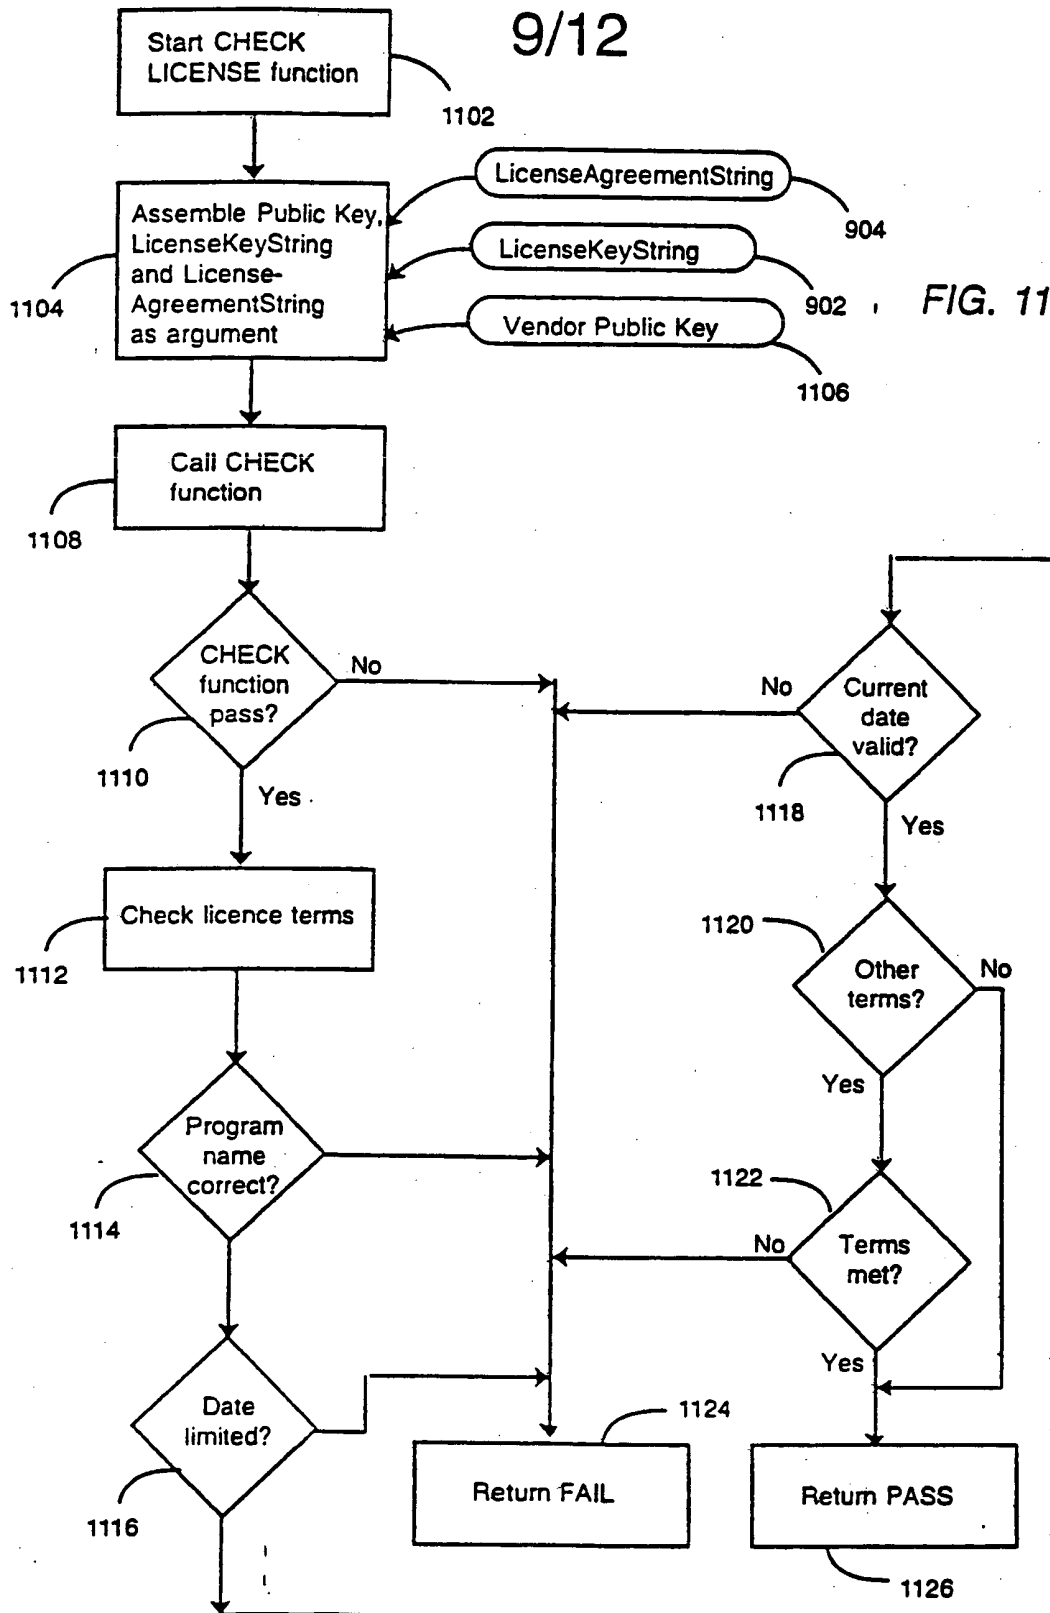 9/12
Start CHECK
LICENSE function
1102
LicenseAgreementString
904
Assemble Public Key,
LicenseKeyString
and License-
AgreementString
as argument
1104
LicenseKeyString
902
FIG. 11
Vendor Public Key
1106
Call CHECK
function
1108
CHECK
function
pass?
No
1110
Yes
Check licence terms
1112
Program
name
correct?
1114
Date
limited?
1116
No
Current
date
valid?
1118
Yes
1120
Other
terms?
No
Yes
1122
No
Terms
met?
Yes
1124
Return FAIL
Return PASS
1126